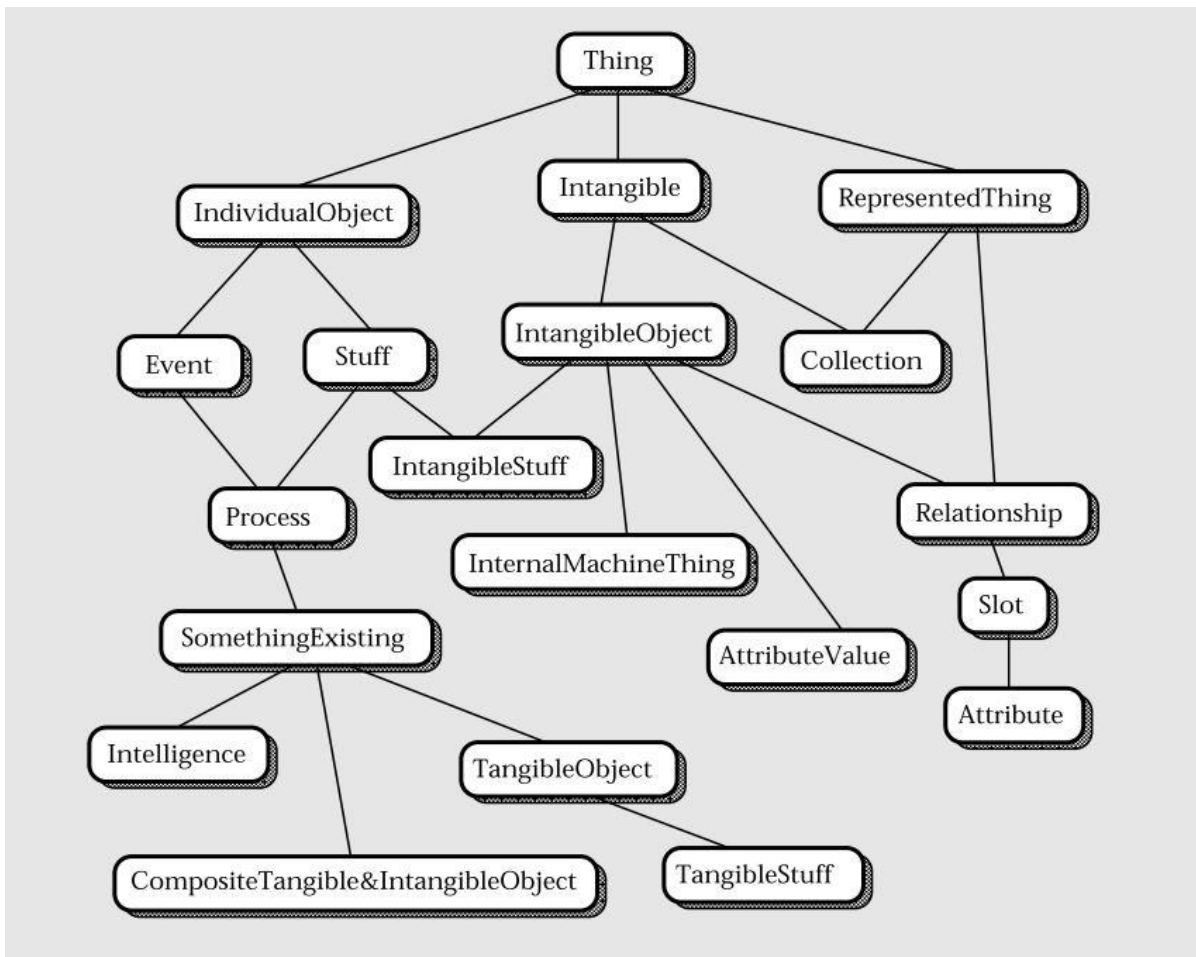 Thing
IndividualObject
Intangible
RepresentedThing
Event
Stuff
IntangibleObject
Collection
IntangibleStuff
Process
Relationship
InternalMachineThing
Slot
SomethingExisting
AttributeValue
Attribute
Intelligence
TangibleObject
CompositeTangible&IntangibleObject
TangibleStuff